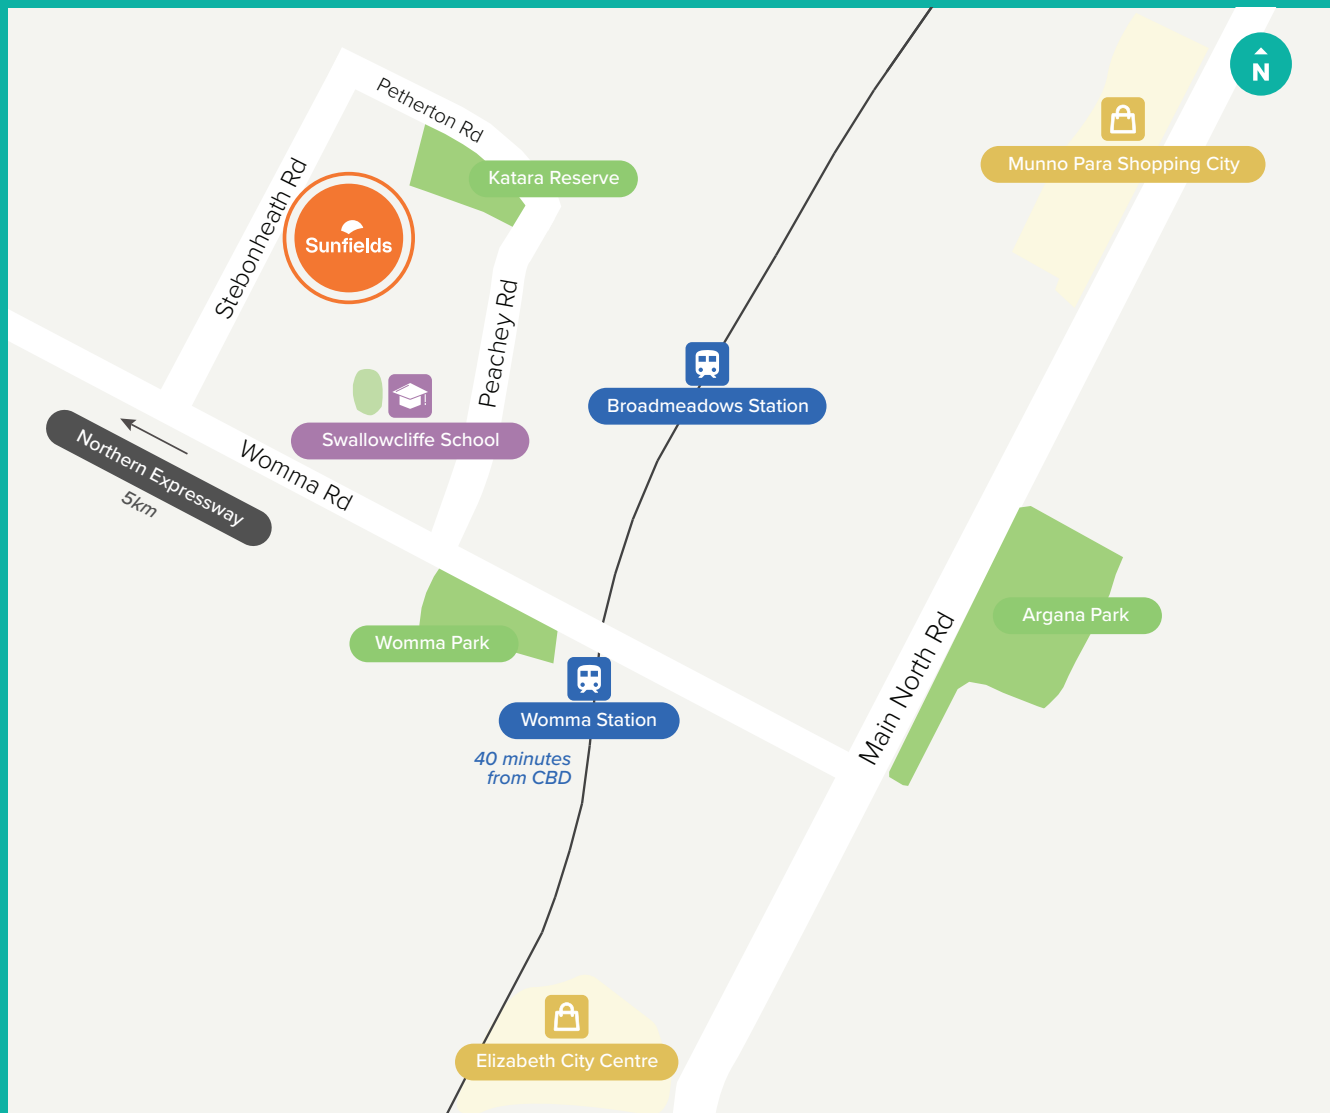 N
Petherton Rd
Munno Para Shopping City
Katara Reserve
Stebonheath Rd
Sunfields
Peachey Rd
Broadmeadows Station
Swallowcliffe School
Northern Expressway
5km
Womma Rd
Argana Park
Womma Park
Main North Rd
Womma Station
40 minutes
from CBD
Elizabeth City Centre